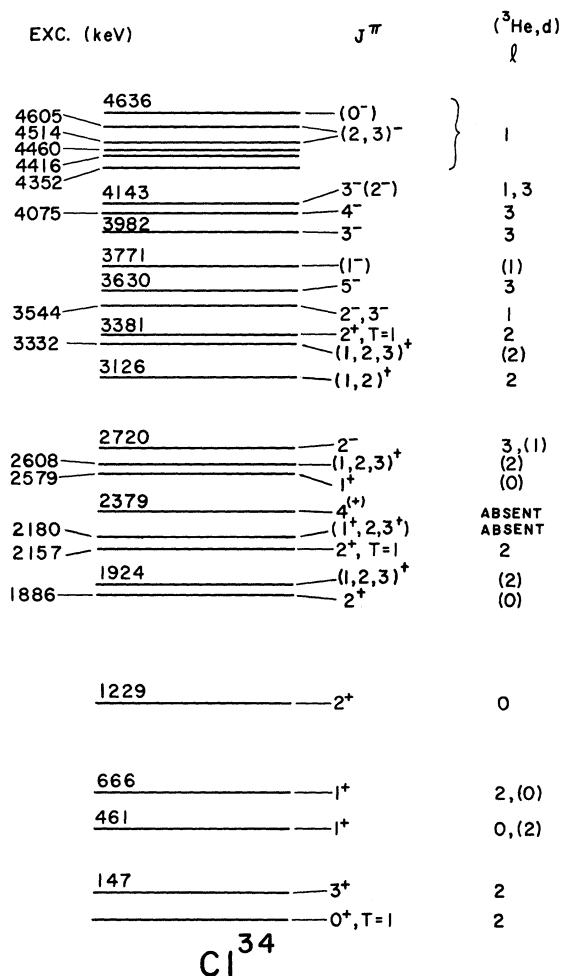 EXC. (keV) J^π (³He,d)
ℓ
4636 (0⁻)
4605 (2,3)⁻
4514 1
4460
4416
4352
4143 3⁻(2⁻) 1,3
4075 4⁻ 3
3982 3⁻ 3
3771 (1⁻) (1)
3630 5⁻ 3
3544 2⁻,3⁻ 1
3381 2⁺,T=1 2
3332 (1,2,3)⁺ (2)
3126 (1,2)⁺ 2
2720 2⁻ 3,(1)
2608 (1,2,3)⁺ (2)
2579 1⁺ (0)
2379 4⁽⁺⁾ ABSENT
2180 (1⁺,2,3⁺) ABSENT
2157 2⁺,T=1 2
1924 (1,2,3)⁺ (2)
1886 2⁺ (0)
1229 2⁺ 0
666 1⁺ 2,(0)
461 1⁺ 0,(2)
147 3⁺ 2
0⁺,T=1 2
Cl³⁴